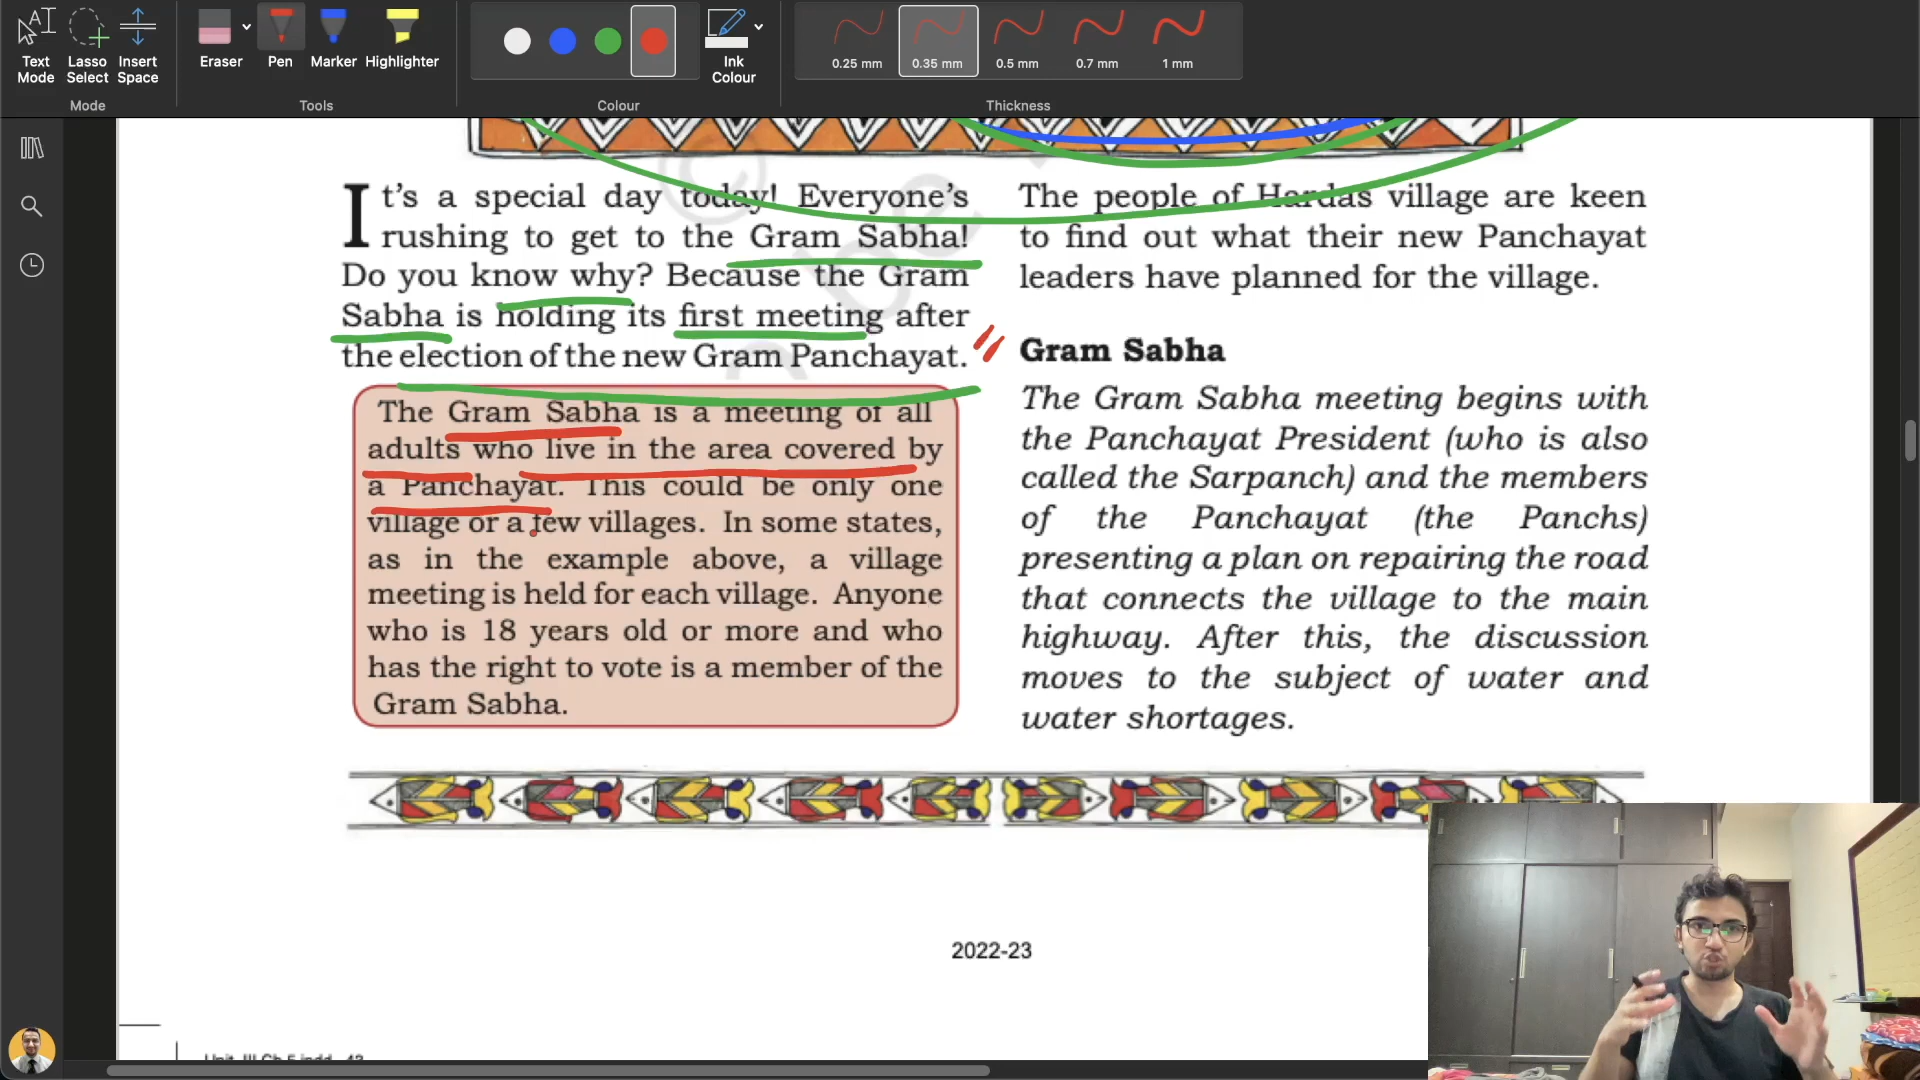 Text
Mode
Lasso
Select
Insert
Space
Mode
Eraser
Pen
Marker
Highlighter
Tools
Ink
Colour
Colour
0.25 mm
0.35 mm
0.5 mm
0.7 mm
1 mm
Thickness
It's a special day today! Everyone's
rushing to get to the Gram Sabha!
Do you know why? Because the Gram
Sabha is holding its first meeting after
the election of the new Gram Panchayat.
The Gram Sabha is a meeting of all
adults who live in the area covered by
a Panchayat. This could be only one
village or a few villages. In some states,
as in the example above, a village
meeting is held for each village. Anyone
who is 18 years old or more and who
has the right to vote is a member of the
Gram Sabha.
The people of Hardas village are keen
to find out what their new Panchayat
leaders have planned for the village.
Gram Sabha
The Gram Sabha meeting begins with
the Panchayat President (who is also
called the Sarpanch) and the members
of the Panchayat (the Panchs)
presenting a plan on repairing the road
that connects the village to the main
highway. After this, the discussion
moves to the subject of water and
water shortages.
2022-23